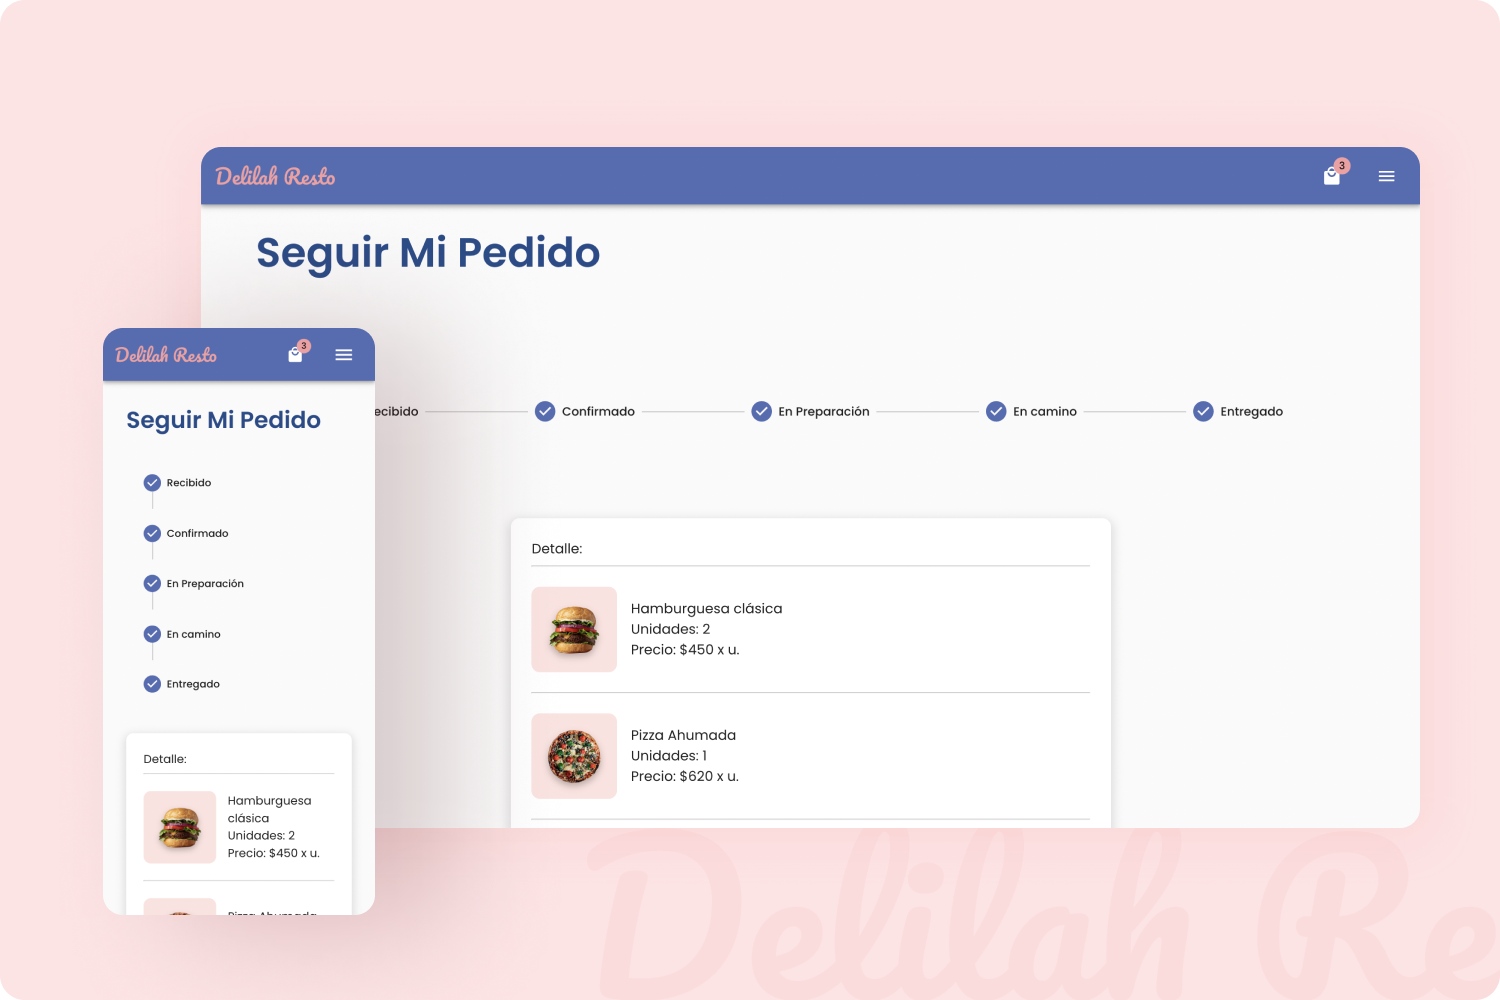 Delilah Resto
3
Seguir Mi Pedido
ecibido
Confirmado
En Preparación
En camino
Entregado
Detalle:
Hamburguesa clásica
Unidades: 2
Precio: $450 x u.
Pizza Ahumada
Unidades: 1
Precio: $620 x u.
Delilah Resto
3
Seguir Mi Pedido
Recibido
Confirmado
En Preparación
En camino
Entregado
Detalle:
Hamburguesa
clásica
Unidades: 2
Precio: $450 x u.
Pizza Ahumada
Delilah Re